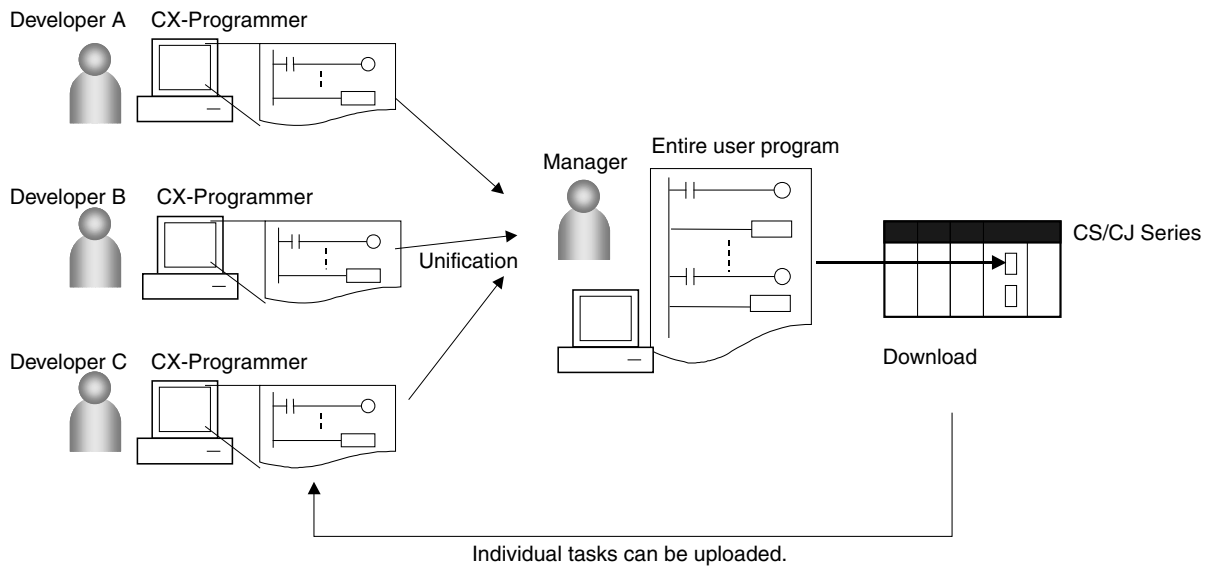 Developer A
CX-Programmer
Developer B
CX-Programmer
Developer C
CX-Programmer
Unification
Manager
Entire user program
CS/CJ Series
Download
Individual tasks can be uploaded.